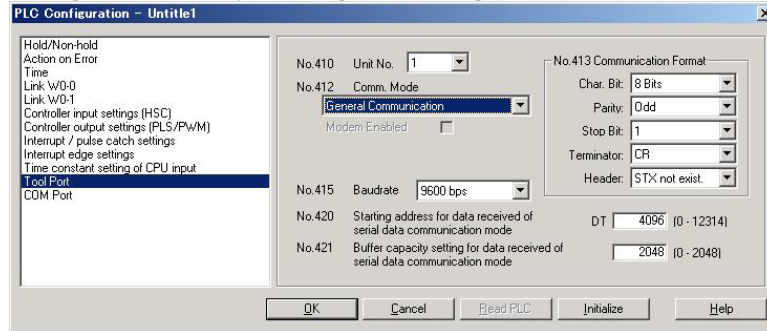 PLC Configuration - Untitle1
Hold/Non-hold
Action on Error
Time
Link W0-0
Link W0-1
Controller input settings (HSC)
Controller output settings (PLS/PWM)
Interrupt / pulse catch settings
Interrupt edge settings
Time constant setting of CPU input
Tool Port
COM Port
No.410 Unit No. 1
No.412 Comm. Mode
General Communication
Modem Enabled
No.415 Baudrate 9600 bps
No.420 Starting address for data received of
serial data communication mode
DT 4096 (0 - 12314)
No.421 Buffer capacity setting for data received of
serial data communication mode
2048 (0 - 2048)
No.413 Communication Format
Char. Bit: 8 Bits
Parity: Odd
Stop Bit: 1
Terminator: CR
Header: STX not exist.
OK
Cancel
Read PLC
Initialize
Help